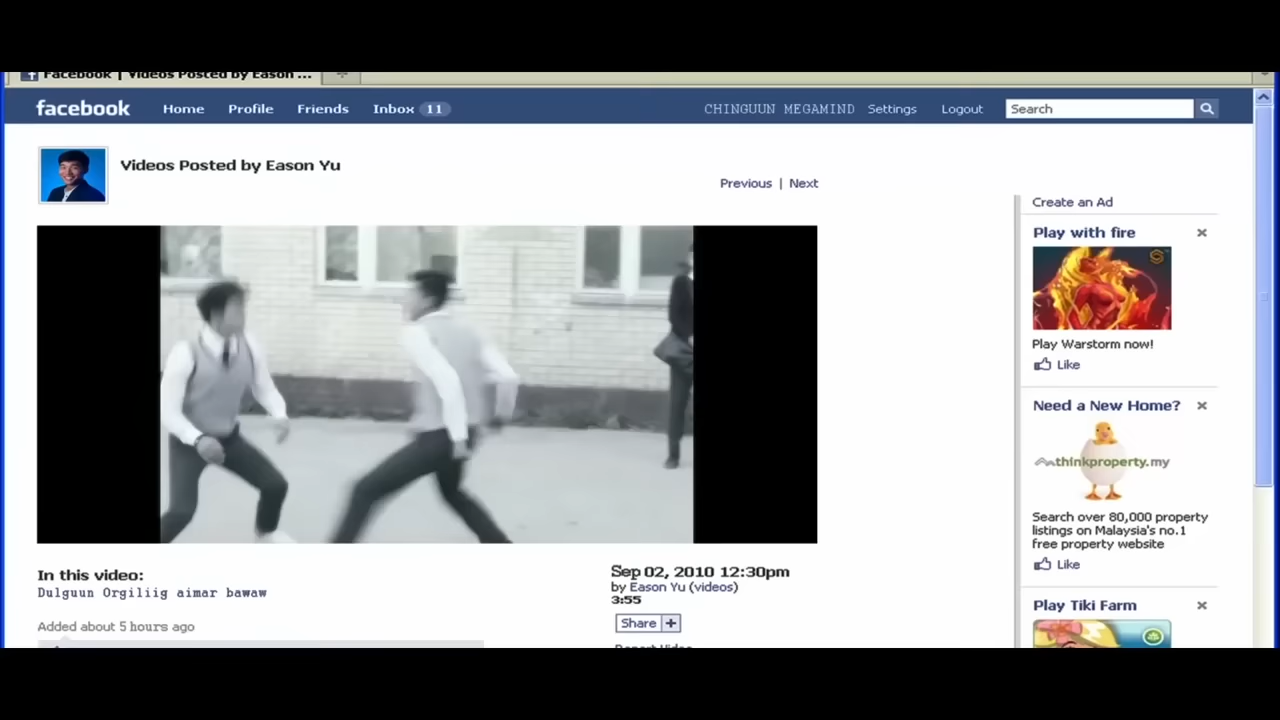 Facebook | Videos Posted by Eason ...
facebook
Home
Profile
Friends
Inbox 11
CHINGUUN MEGAMIND
Settings
Logout
Search
Videos Posted by Eason Yu
Previous | Next
Create an Ad
Play with fire
Play Warstorm now!
Like
Need a New Home?
thinkproperty.my
Search over 80,000 property
listings on Malaysia's no.1
free property website
Like
Play Tiki Farm
In this video:
Dulguun Orgiliig aimar bawaw
Added about 5 hours ago
Sep 02, 2010 12:30pm
by Eason Yu (videos)
3:55
Share +
Report Video